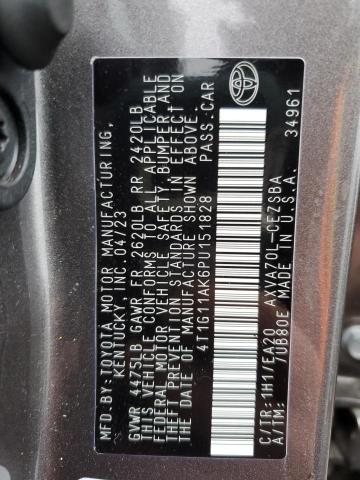 MFD. BY: TOYOTA MOTOR MANUFACTURING,
KENTUCKY, INC. 04/23
GVWR 4475LB GAWR FR 2620LB RR 2420LB
THIS VEHICLE CONFORMS TO ALL APPLICABLE
FEDERAL MOTOR VEHICLE SAFETY, BUMPER AND
THEFT PREVENTION STANDARDS IN EFFECT ON
THE DATE OF MANUFACTURE SHOWN ABOVE.
4T1G11AK6PU151828 PASS.CAR
C/TR: 1H1/EA20 AXVA70L-CEZSBA
A/TM: -/UB80E MADE IN U.S.A. 34961